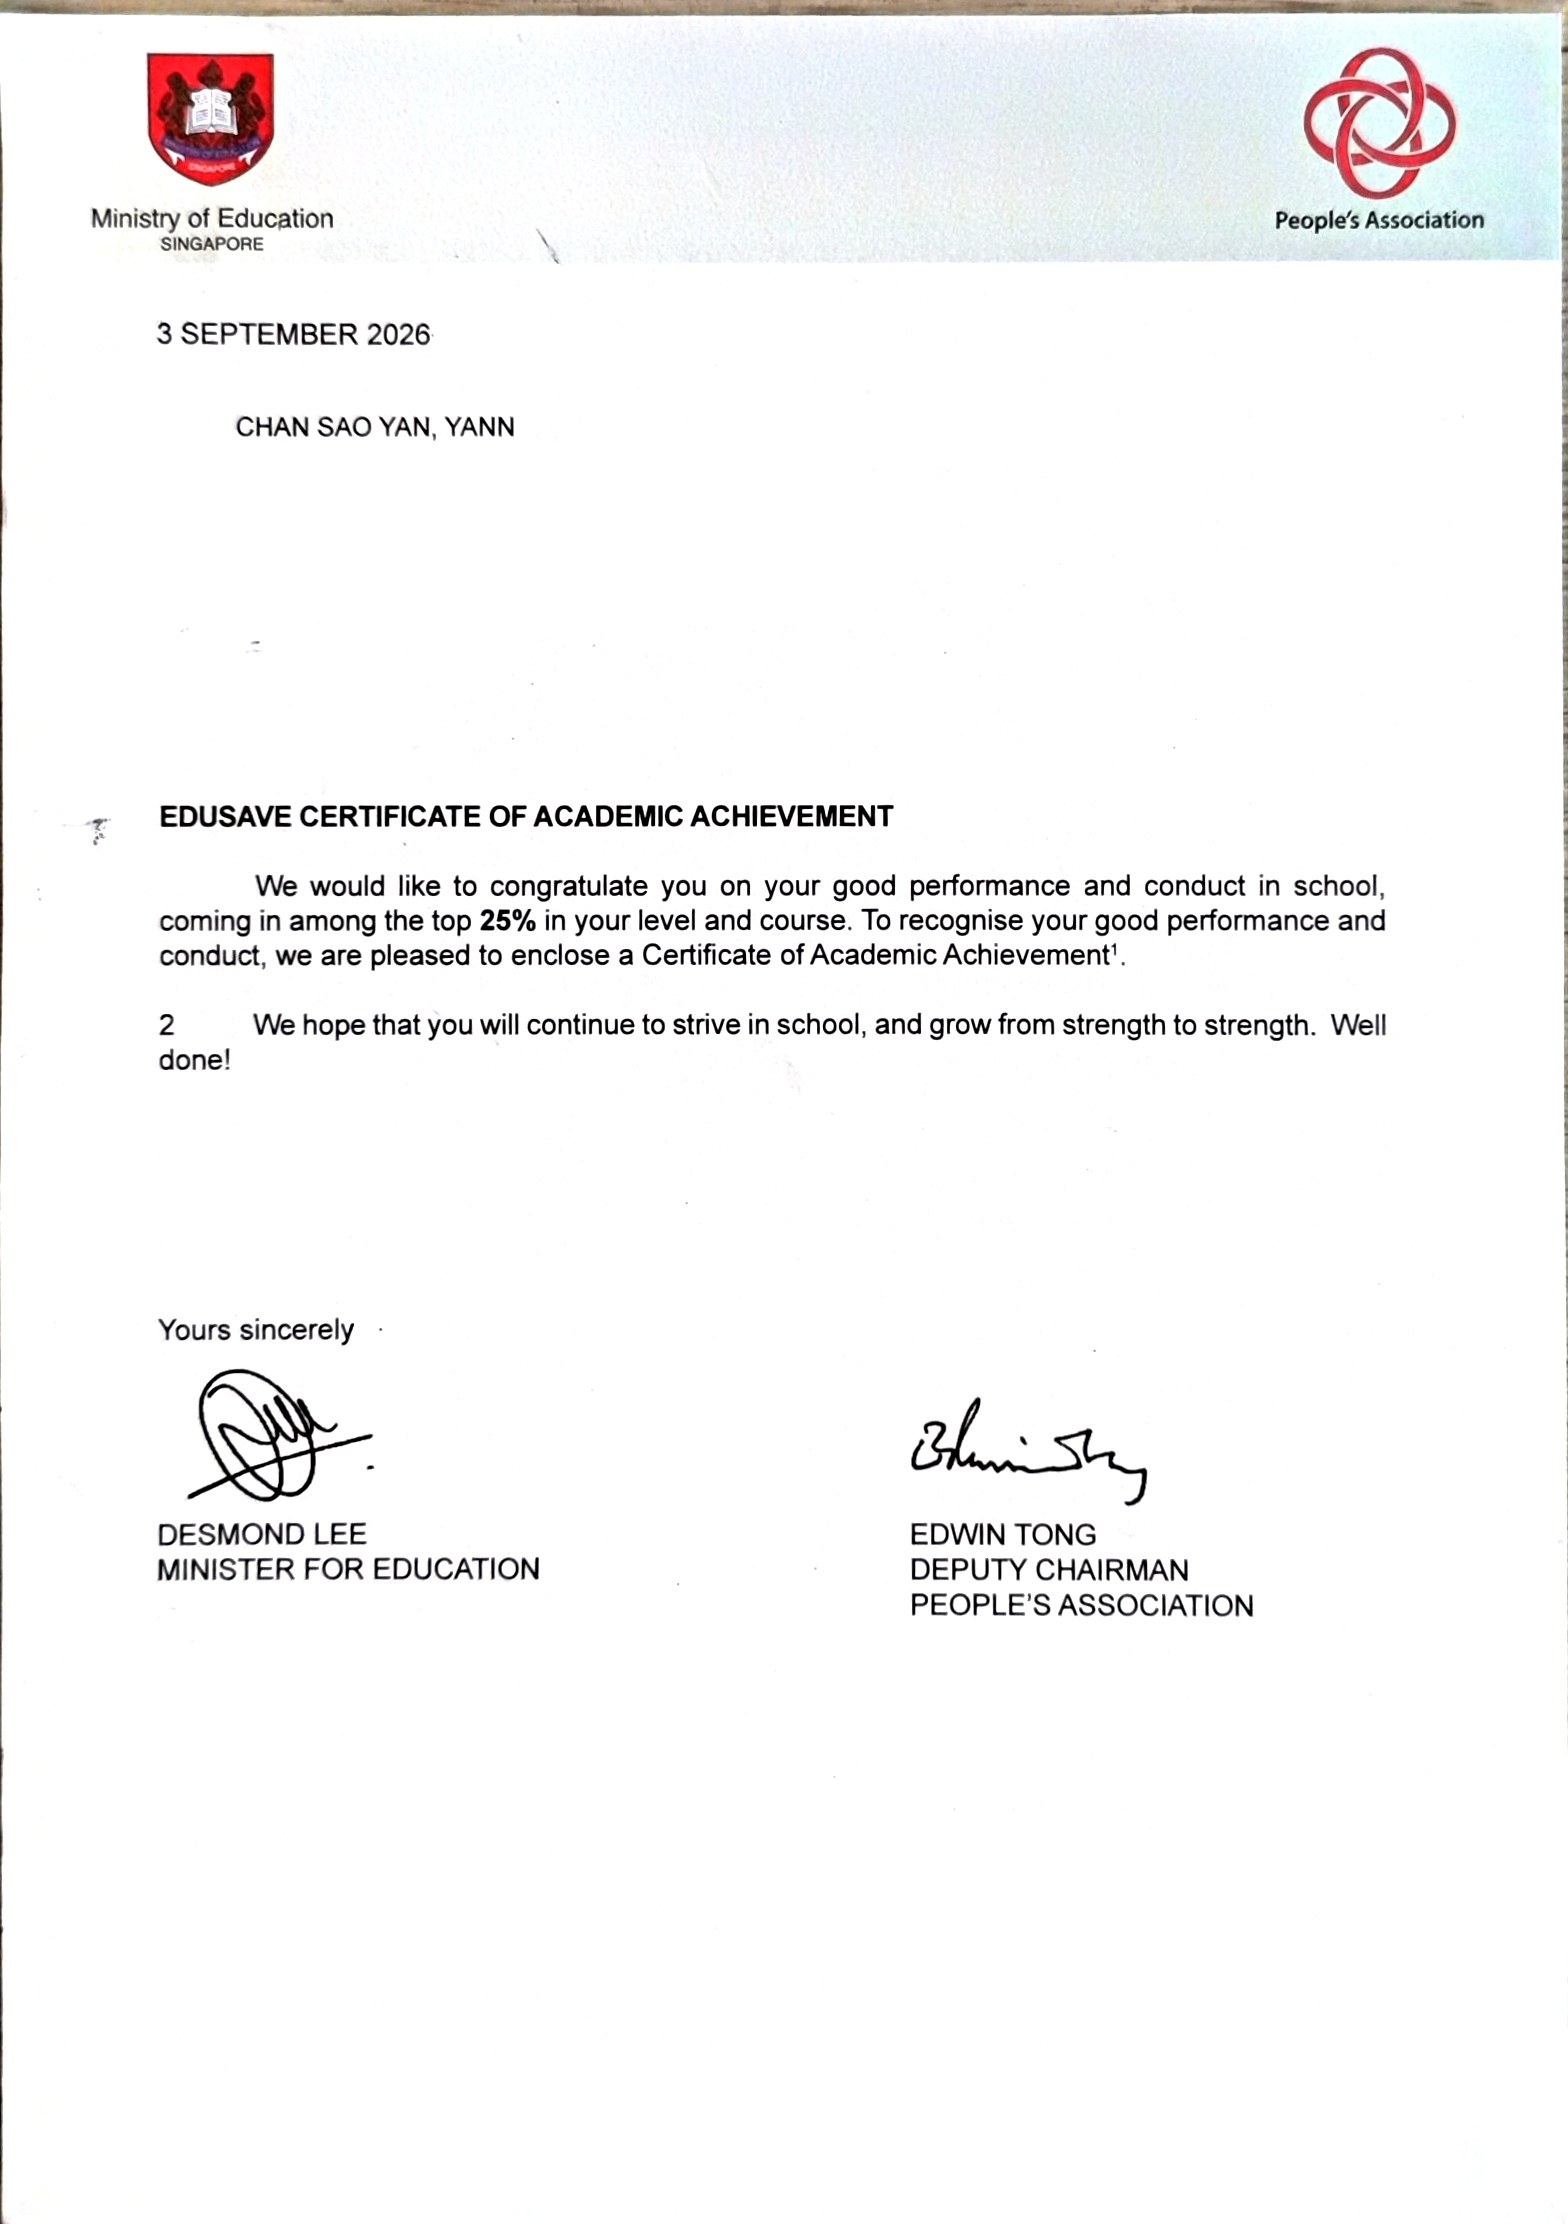 Ministry of Education
SINGAPORE
People's Association
3 SEPTEMBER 2026
CHAN SAO YAN, YANN
EDUSAVE CERTIFICATE OF ACADEMIC ACHIEVEMENT
We would like to congratulate you on your good performance and conduct in school,
coming in among the top 25% in your level and course. To recognise your good performance and
conduct, we are pleased to enclose a Certificate of Academic Achievement¹.
2 We hope that you will continue to strive in school, and grow from strength to strength. Well
done!
Yours sincerely
DESMOND LEE
MINISTER FOR EDUCATION
EDWIN TONG
DEPUTY CHAIRMAN
PEOPLE'S ASSOCIATION